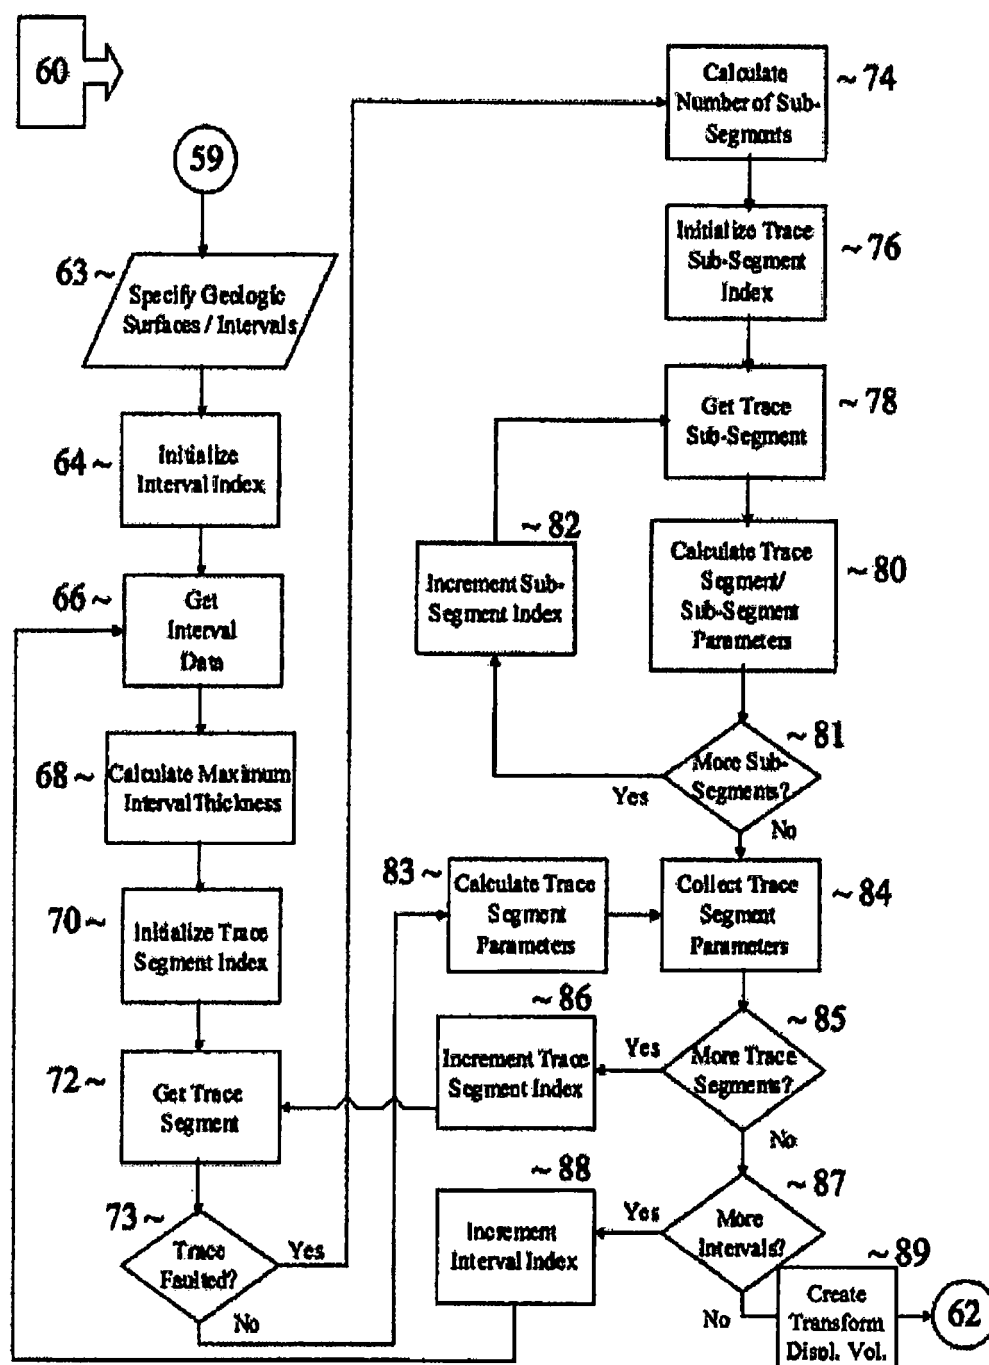 60
59
63 ~
Specify Geologic
Surfaces / Intervals
64 ~
Initialize
Interval Index
66 ~
Get
Interval
Data
68 ~
Calculate Maximum
Interval Thickness
70 ~
Initialize Trace
Segment Index
72 ~
Get Trace
Segment
73 ~
Trace
Faulted?
Yes
No
Calculate
Number of Sub-
Segments
~ 74
Initialize Trace
Sub-Segment
Index
~ 76
Get Trace
Sub-Segment
~ 78
Calculate Trace
Segment/
Sub-Segment
Parameters
~ 80
~ 82
Increment Sub-
Segment Index
~ 81
More Sub-
Segments?
Yes
No
83 ~
Calculate Trace
Segment
Parameters
Collect Trace
Segment
Parameters
~ 84
~ 86
Increment Trace
Segment Index
~ 85
More Trace
Segments?
Yes
No
~ 88
Increment
Interval Index
~ 87
More
Intervals?
Yes
No
~ 89
Create
Transform
Displ. Vol.
62